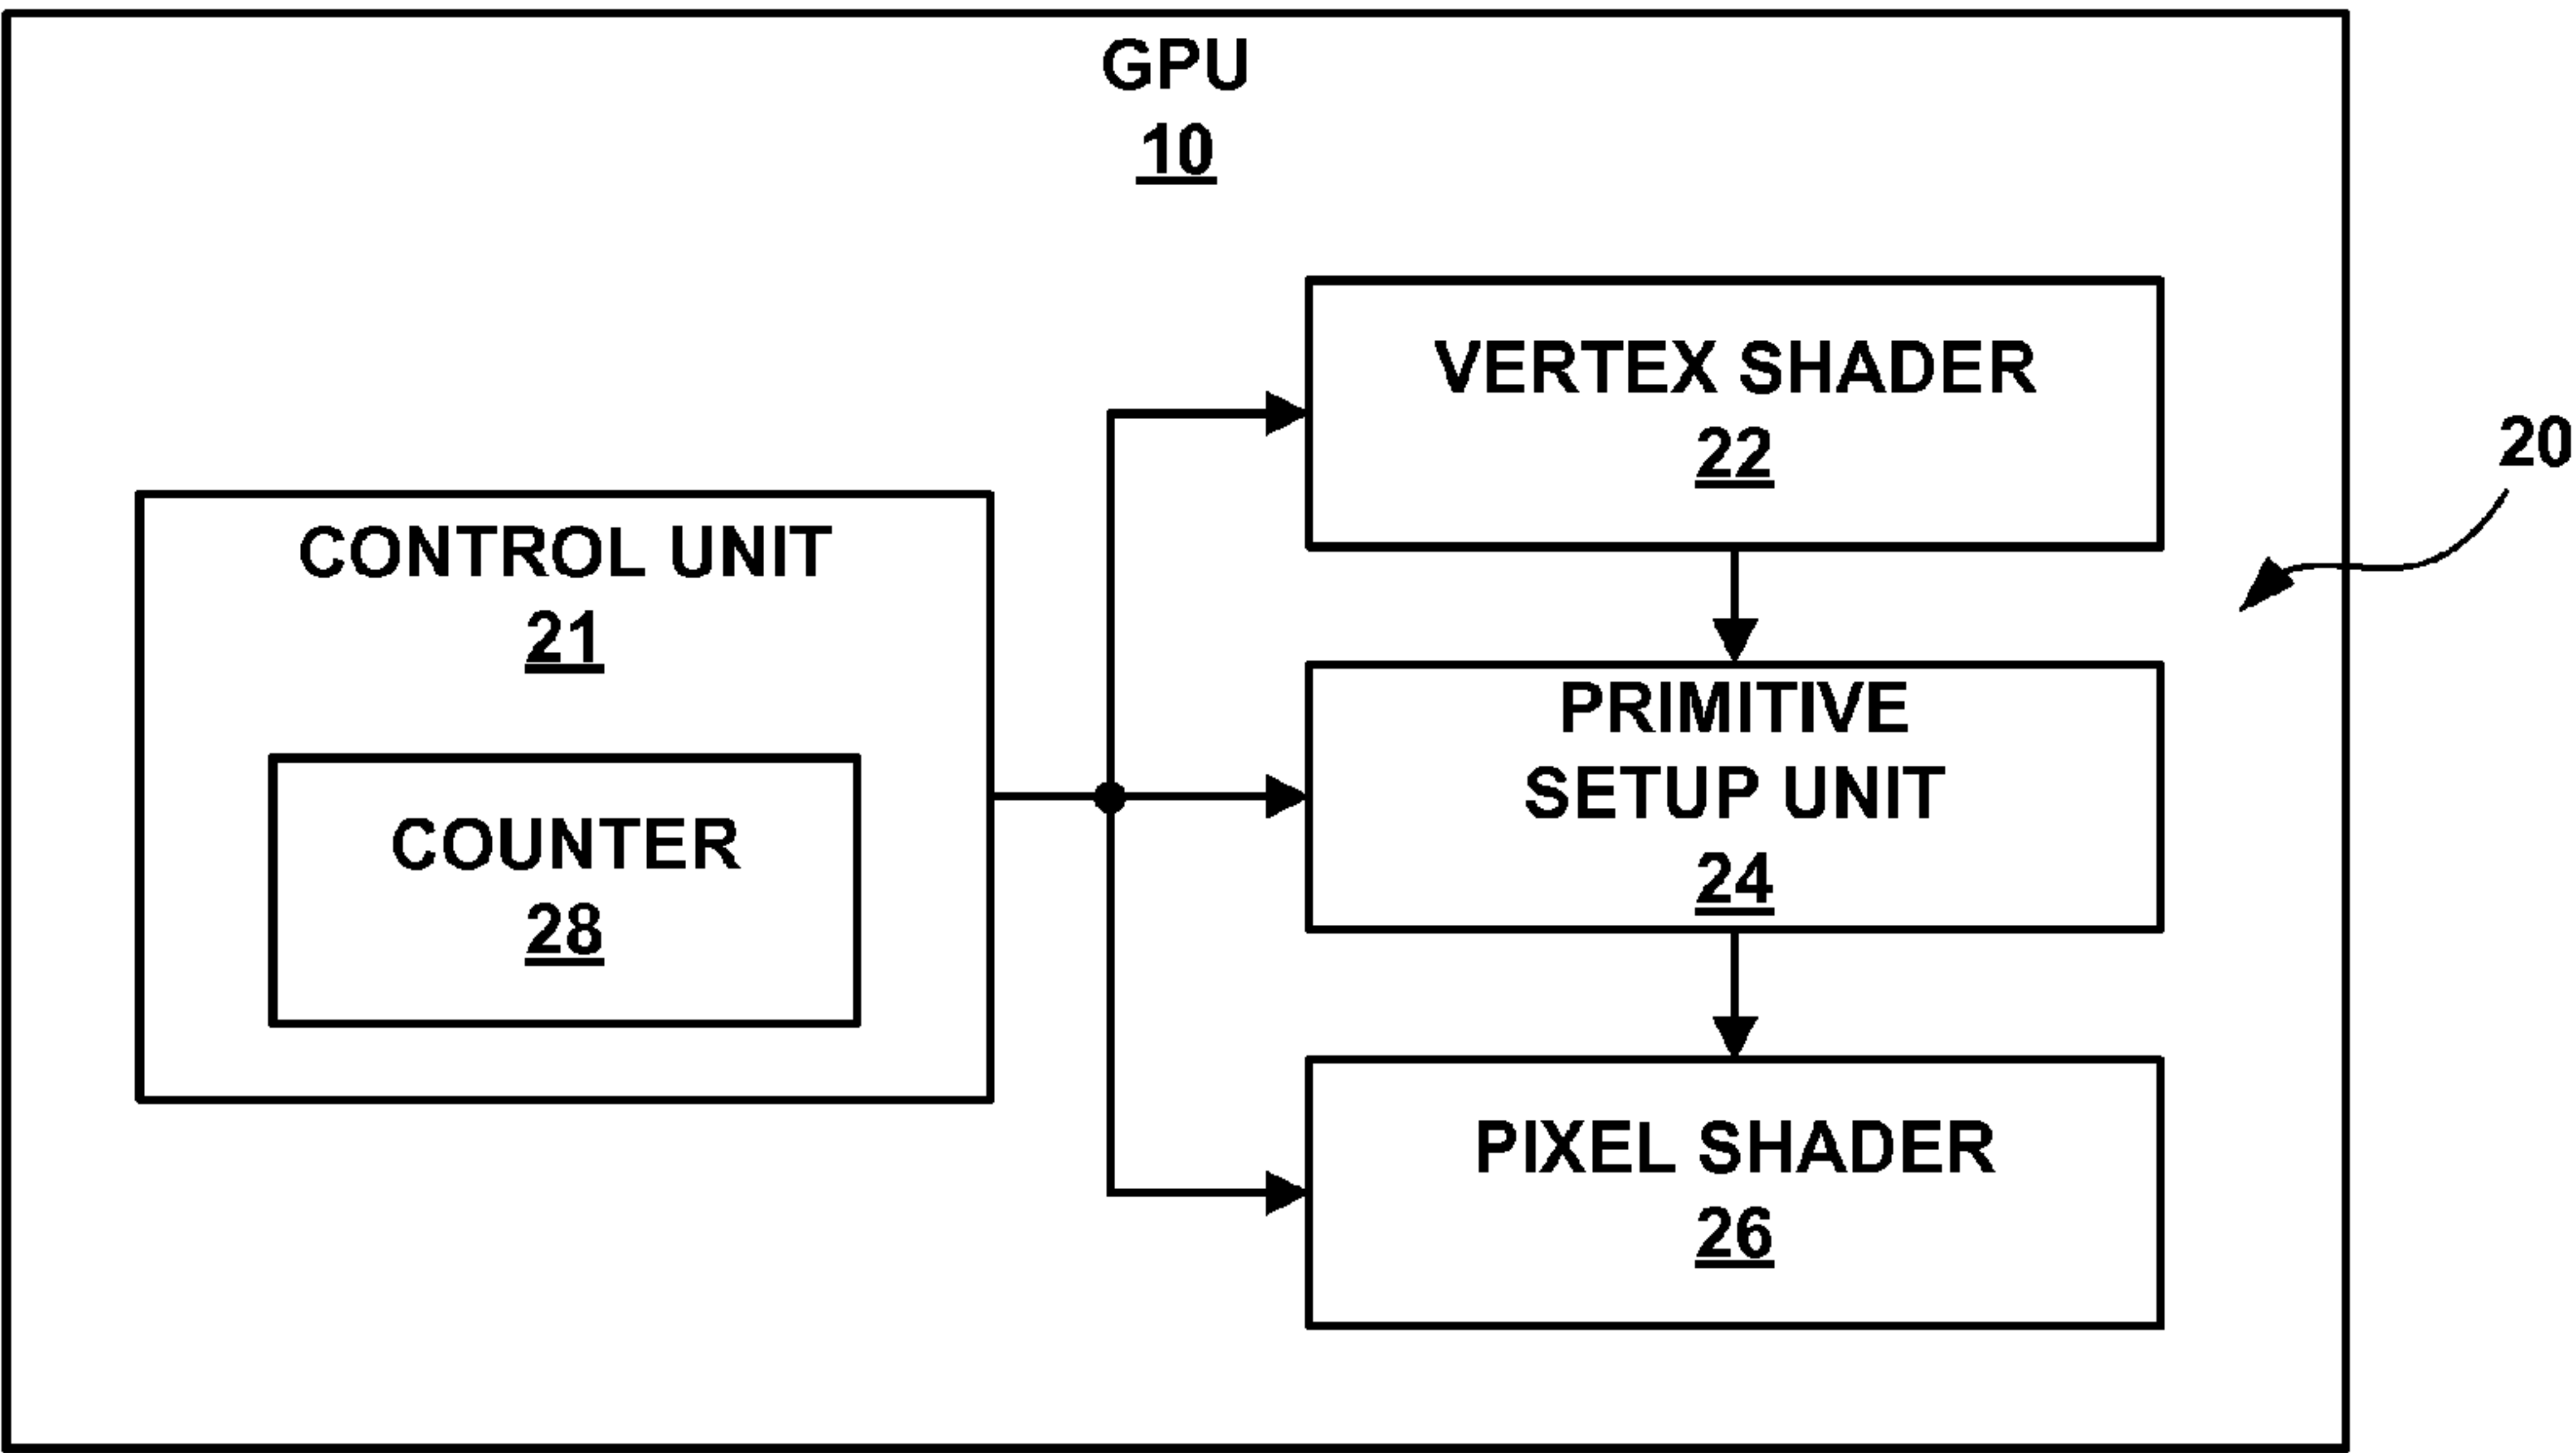 GPU
10
VERTEX SHADER
22
20
CONTROL UNIT
21
PRIMITIVE
SETUP UNIT
24
COUNTER
28
PIXEL SHADER
26